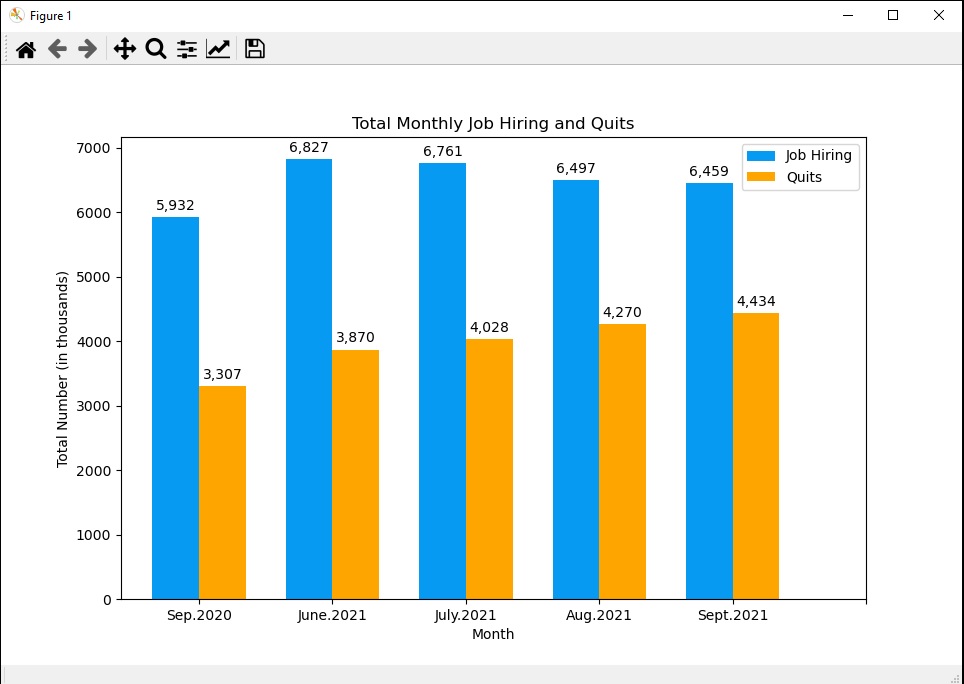 Figure 1
Total Monthly Job Hiring and Quits
Job Hiring
Quits
Total Number (in thousands)
7000
6000
5000
4000
3000
2000
1000
0
5,932
3,307
6,827
3,870
6,761
4,028
6,497
4,270
6,459
4,434
Sep.2020
June.2021
July.2021
Aug.2021
Sept.2021
Month